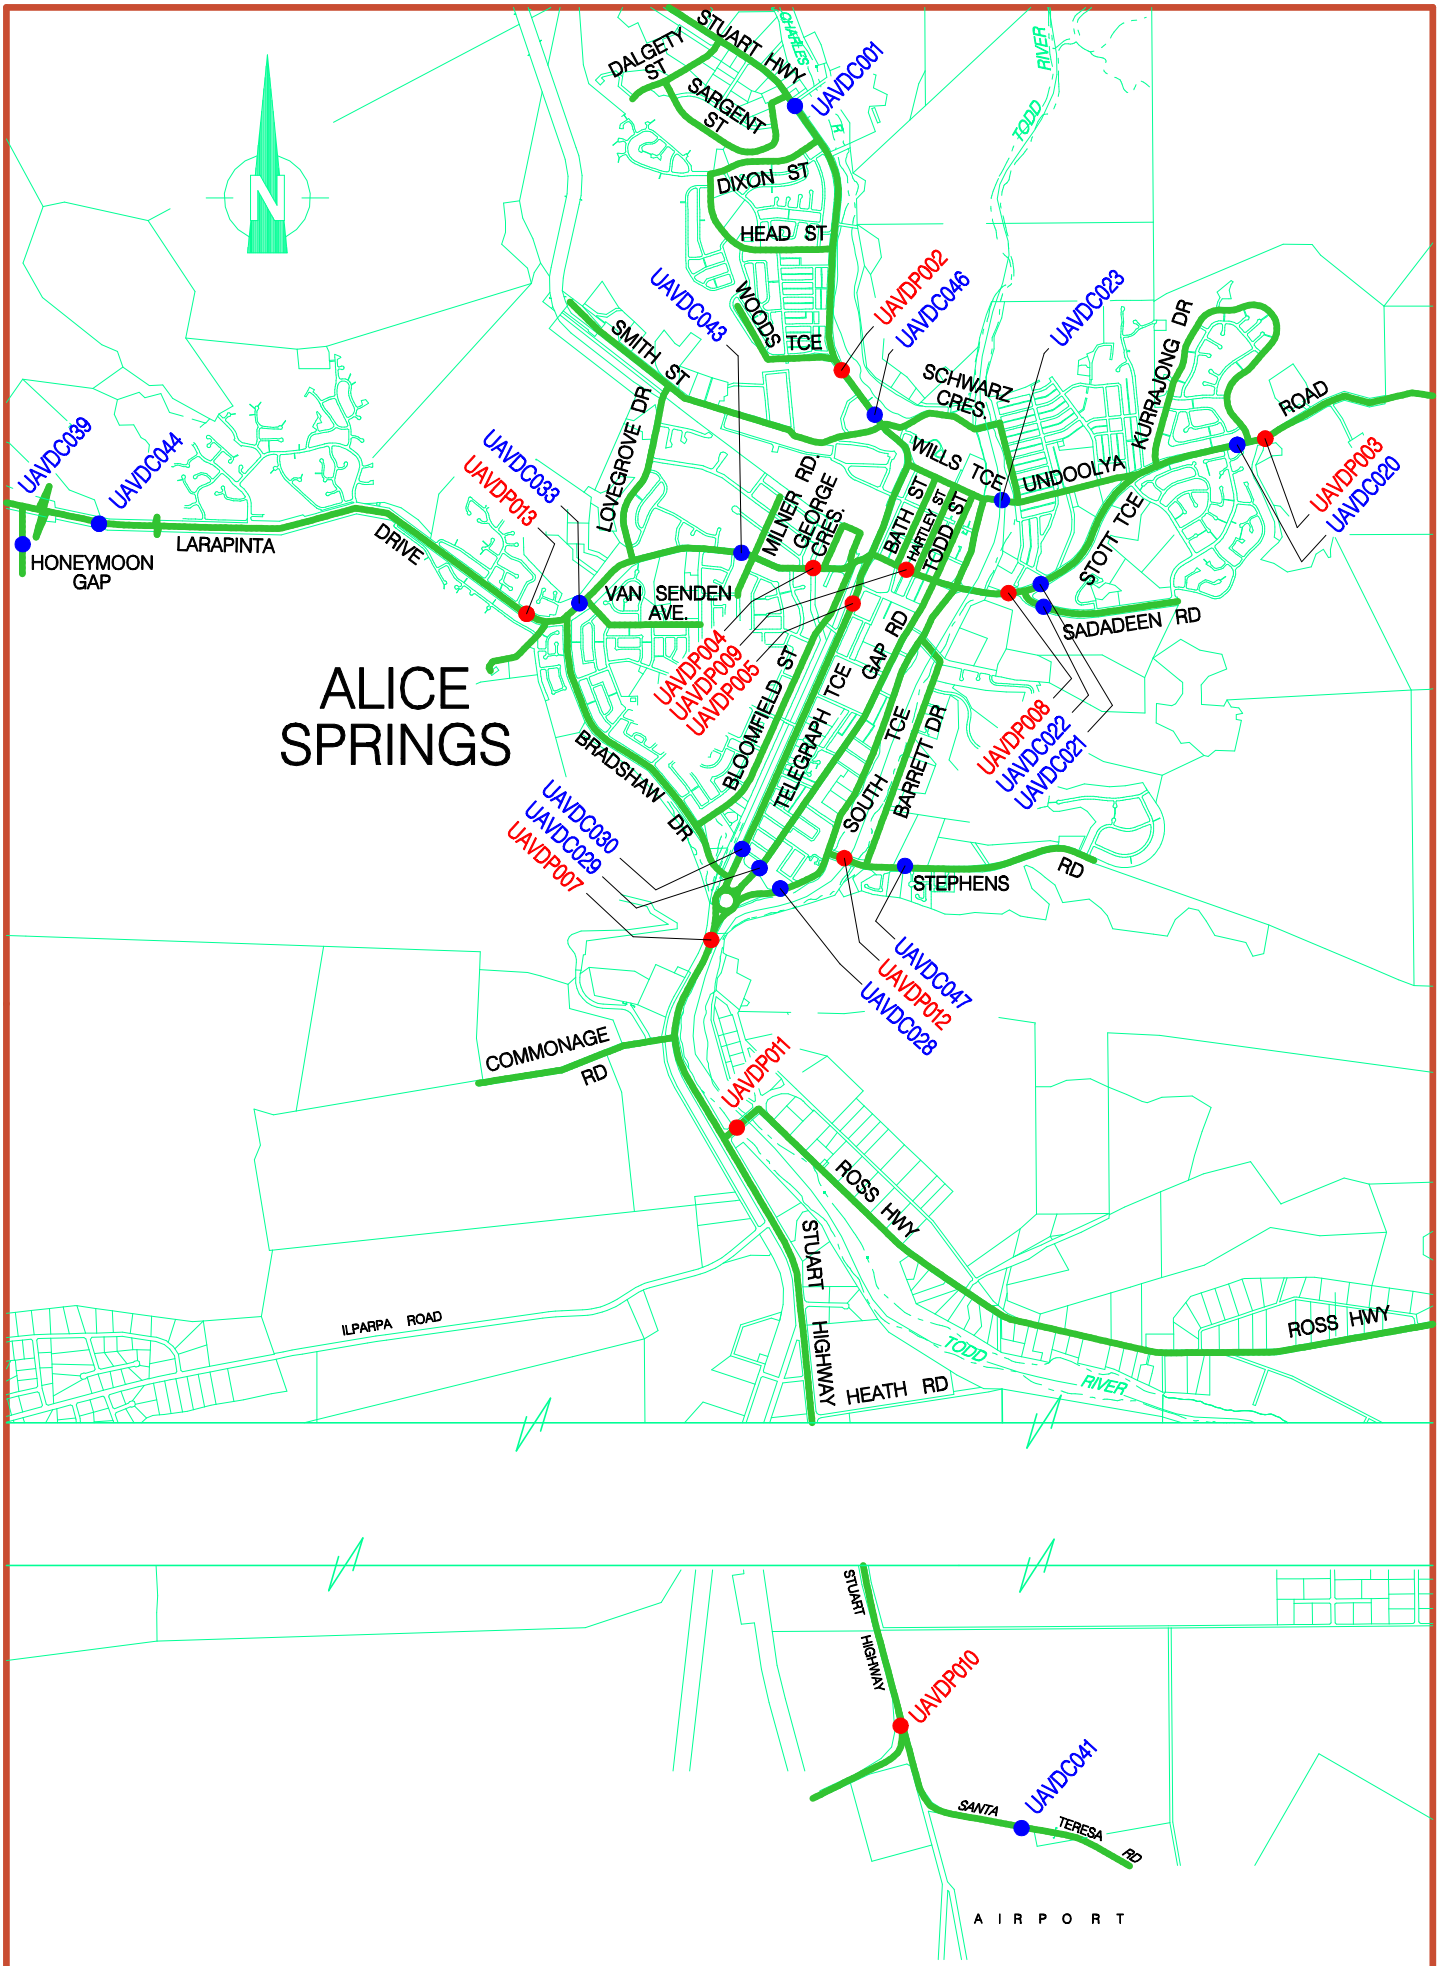 STUART HWY
CHARLES
R
TODD
RIVER
DALGETY
ST
SARGENT
ST
UAVDC001
DIXON ST
HEAD ST
N
WOODS
TCE
UAVDP002
UAVDC046
UAVDC043
UAVDC023
SMITH ST
SCHWARZ
CRES.
KURRAJONG DR
ROAD
LOVEGROVE DR
WILLS TCE
UNDOOLYA
UAVDP003
UAVDC020
UAVDC039
UAVDC044
UAVDC033
UAVDP013
MILNER RD.
GEORGE
CRES.
BATH ST
HARTLEY ST
TODD ST
STOTT TCE
LARAPINTA
DRIVE
HONEYMOON
GAP
VAN SENDEN
AVE.
SADADEEN RD
UAVDP004
UAVDP009
UAVDP005
GAP RD
ALICE
SPRINGS
BLOOMFIELD ST
TELEGRAPH TCE
SOUTH TCE
BARRETT DR
UAVDP008
UAVDC022
UAVDC021
BRADSHAW DR
UAVDC030
UAVDC029
UAVDP007
STEPHENS
RD
UAVDC047
UAVDP012
UAVDC028
COMMONAGE
RD
UAVDP011
ROSS HWY
STUART
HIGHWAY
ILPARPA ROAD
ROSS HWY
TODD
RIVER
HEATH RD
STUART
HIGHWAY
UAVDP010
UAVDC041
SANTA
TERESA
RD
AIRPORT